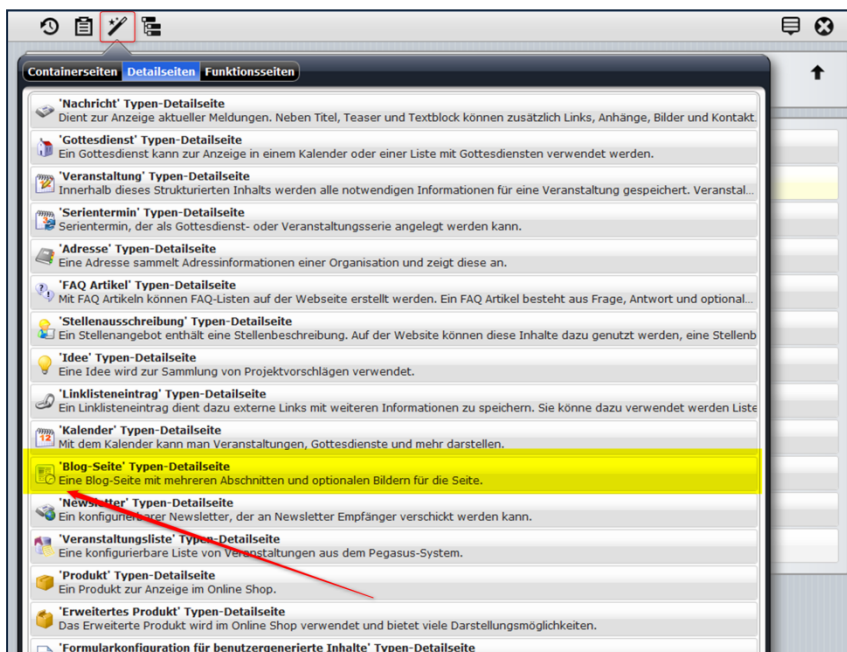 Containerseiten Detailseiten Funktionsseiten
'Nachricht' Typen-Detailseite
Dient zur Anzeige aktueller Meldungen. Neben Titel, Teaser und Textblock können zusätzlich Links, Anhänge, Bilder und Kontakt.
'Gottesdienst' Typen-Detailseite
Ein Gottesdienst kann zur Anzeige in einem Kalender oder einer Liste mit Gottesdiensten verwendet werden.
'Veranstaltung' Typen-Detailseite
Innerhalb dieses Strukturierten Inhalts werden alle notwendigen Informationen für eine Veranstaltung gespeichert. Veranstal...
'Serientermin' Typen-Detailseite
Serientermin, der als Gottesdienst- oder Veranstaltungsserie angelegt werden kann.
'Adresse' Typen-Detailseite
Eine Adresse sammelt Adressinformationen einer Organisation und zeigt diese an.
'FAQ Artikel' Typen-Detailseite
Mit FAQ Artikeln können FAQ-Listen auf der Webseite erstellt werden. Ein FAQ Artikel besteht aus Frage, Antwort und optional...
'Stellenausschreibung' Typen-Detailseite
Ein Stellenangebot enthält eine Stellenbeschreibung. Auf der Website können diese Inhalte dazu genutzt werden, eine Stellenb
'Idee' Typen-Detailseite
Eine Idee wird zur Sammlung von Projektvorschlägen verwendet.
'Linklisteneintrag' Typen-Detailseite
Ein Linklisteneintrag dient dazu externe Links mit weiteren Informationen zu speichern. Sie könne dazu verwendet werden Liste
'Kalender' Typen-Detailseite
12 Mit dem Kalender kann man Veranstaltungen, Gottesdienste und mehr darstellen.
'Blog-Seite' Typen-Detailseite
Eine Blog-Seite mit mehreren Abschnitten und optionalen Bildern für die Seite.
'Newsletter' Typen-Detailseite
Ein konfigurierbarer Newsletter, der an Newsletter Empfänger verschickt werden kann.
'Veranstaltungsliste' Typen-Detailseite
Eine konfigurierbare Liste von Veranstaltungen aus dem Pegasus-System.
'Produkt' Typen-Detailseite
Ein Produkt zur Anzeige im Online Shop.
'Erweitertes Produkt' Typen-Detailseite
Das Erweiterte Produkt wird im Online Shop verwendet und bietet viele Darstellungsmöglichkeiten.
'Formularkonfiguration für benutzergenerierte Inhalte' Typen-Detailseite